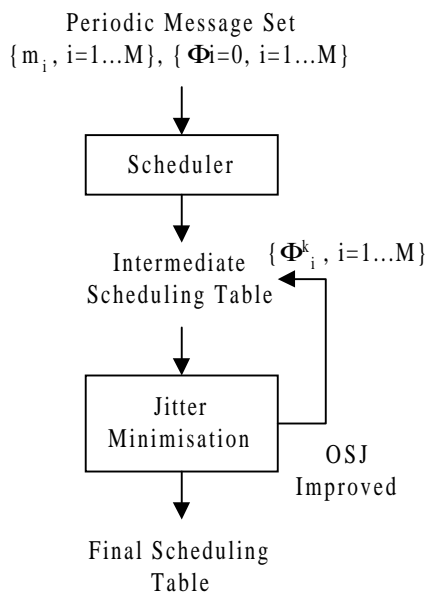 Periodic Message Set
{m_i, i=1...M}, {Φi=0, i=1...M}
Scheduler
{Φ^k_i, i=1...M}
Intermediate
Scheduling Table
Jitter
Minimisation
OSJ
Improved
Final Scheduling
Table